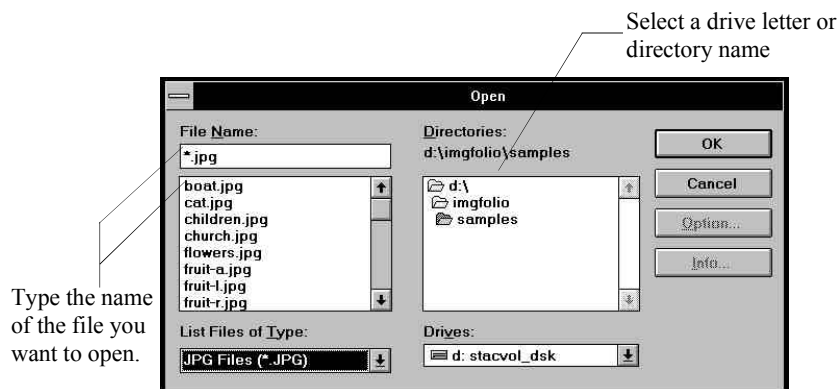 Select a drive letter or
directory name
Open
File Name:
*.jpg
boat.jpg
cat.jpg
children.jpg
church.jpg
flowers.jpg
fruit-a.jpg
fruit-l.jpg
fruit-r.jpg
List Files of Type:
JPG Files (*.JPG)
Directories:
d:\imgfolio\samples
d:\
imgfolio
samples
Drives:
d: stacvol_dsk
OK
Cancel
Option...
Info...
Type the name
of the file you
want to open.